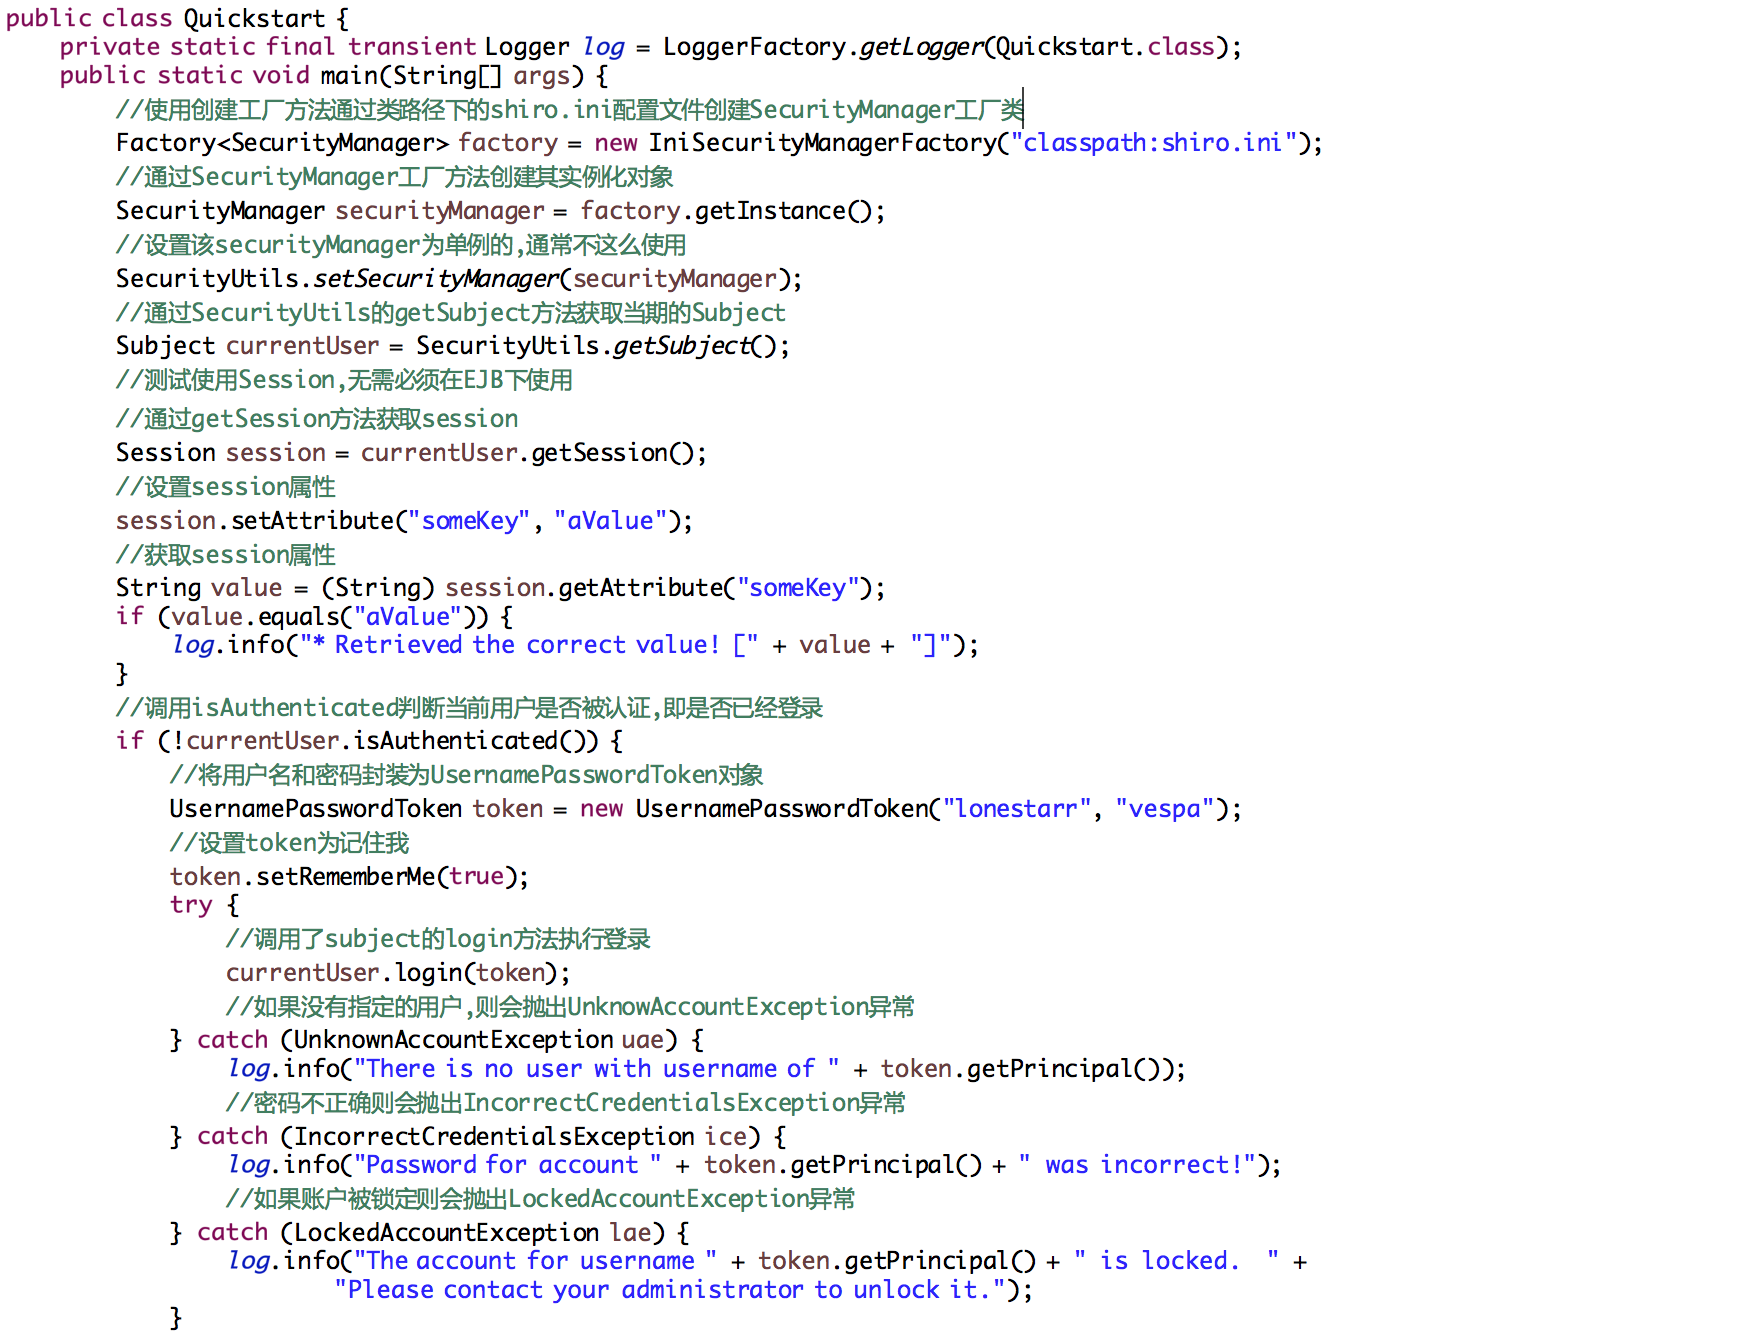 public class Quickstart {
private static final transient Logger log = LoggerFactory.getLogger(Quickstart.class);
public static void main(String[] args) {
//使用创建工厂方法通过类路径下的shiro.ini配置文件创建SecurityManager工厂类
Factory<SecurityManager> factory = new IniSecurityManagerFactory("classpath:shiro.ini");
//通过SecurityManager工厂方法创建其实例化对象
SecurityManager securityManager = factory.getInstance();
//设置该securityManager为单例的,通常不这么使用
SecurityUtils.setSecurityManager(securityManager);
//通过SecurityUtils的getSubject方法获取当期的Subject
Subject currentUser = SecurityUtils.getSubject();
//测试使用Session,无需必须在EJB下使用
//通过getSession方法获取session
Session session = currentUser.getSession();
//设置session属性
session.setAttribute("someKey", "aValue");
//获取session属性
String value = (String) session.getAttribute("someKey");
if (value.equals("aValue")) {
log.info("* Retrieved the correct value! [" + value + "]");
}
//调用isAuthenticated判断当前用户是否被认证,即是否已经登录
if (!currentUser.isAuthenticated()) {
//将用户名和密码封装为UsernamePasswordToken对象
UsernamePasswordToken token = new UsernamePasswordToken("lonestarr", "vespa");
//设置token为记住我
token.setRememberMe(true);
try {
//调用了subject的login方法执行登录
currentUser.login(token);
//如果没有指定的用户,则会抛出UnknowAccountException异常
} catch (UnknownAccountException uae) {
log.info("There is no user with username of " + token.getPrincipal());
//密码不正确则会抛出IncorrectCredentialsException异常
} catch (IncorrectCredentialsException ice) {
log.info("Password for account " + token.getPrincipal() + " was incorrect!");
//如果账户被锁定则会抛出LockedAccountException异常
} catch (LockedAccountException lae) {
log.info("The account for username " + token.getPrincipal() + " is locked.  " +
"Please contact your administrator to unlock it.");
}